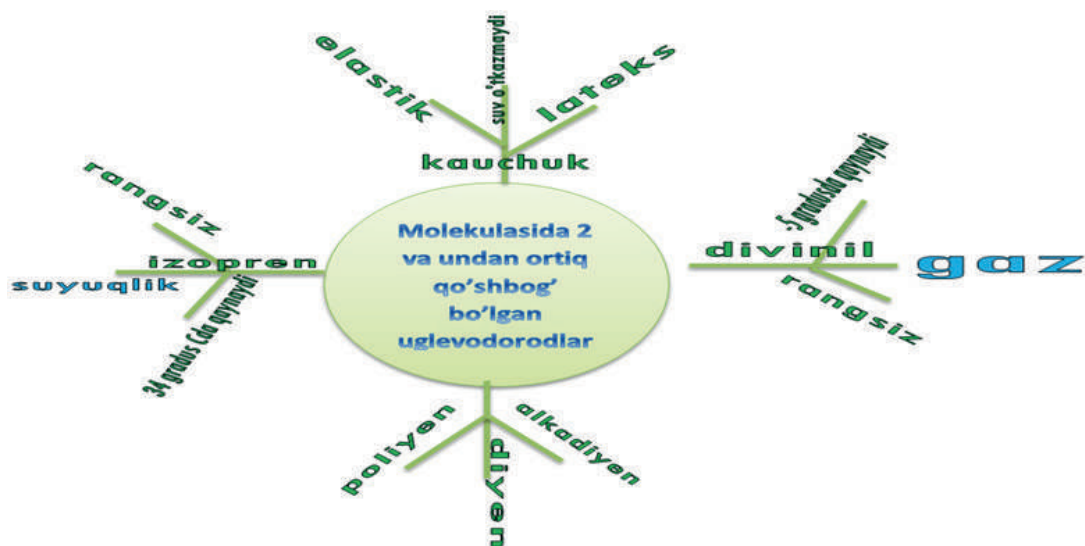 elastik
suv o'tkazmaydi
lateks
kauchuk
rangsiz
izopren
suyuqlik
34 gradus Cda qaynaydi
Molekulasida 2
va undan ortiq
qo'shbog'
bo'lgan
uglevodorodlar
-5 gradusda qaynaydi
divinil
gaz
rangsiz
poliyen
diyen
alkadiyen